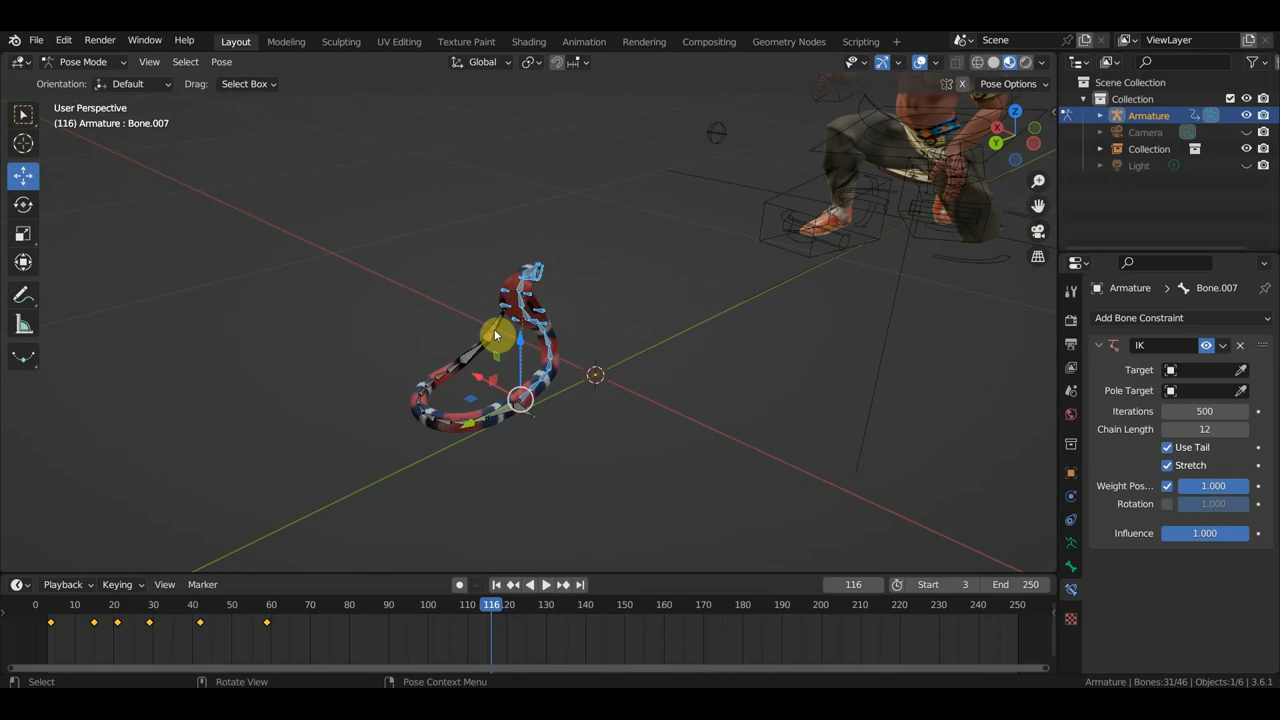 File Edit Render Window Help Layout Modeling Sculpting UV Editing Texture Paint Shading Animation Rendering Compositing Geometry Nodes Scripting + Scene ViewLayer
Pose Mode View Select Pose Global
Orientation: Default Drag: Select Box X Pose Options
User Perspective
(116) Armature : Bone.007
Z
X
Y
Scene Collection
Collection
Armature
Camera
Collection
Light
Armature > Bone.007
Add Bone Constraint
IK
Target
Pole Target
Iterations 500
Chain Length 12
Use Tail
Stretch
Weight Pos... 1.000
Rotation 1.000
Influence 1.000
Playback Keying View Marker 116 Start 3 End 250
0 10 20 30 40 50 60 70 80 90 100 110 116 120 130 140 150 160 170 180 190 200 210 220 230 240 250
Select Rotate View Pose Context Menu Armature | Bones:31/46 | Objects:1/6 | 3.6.1